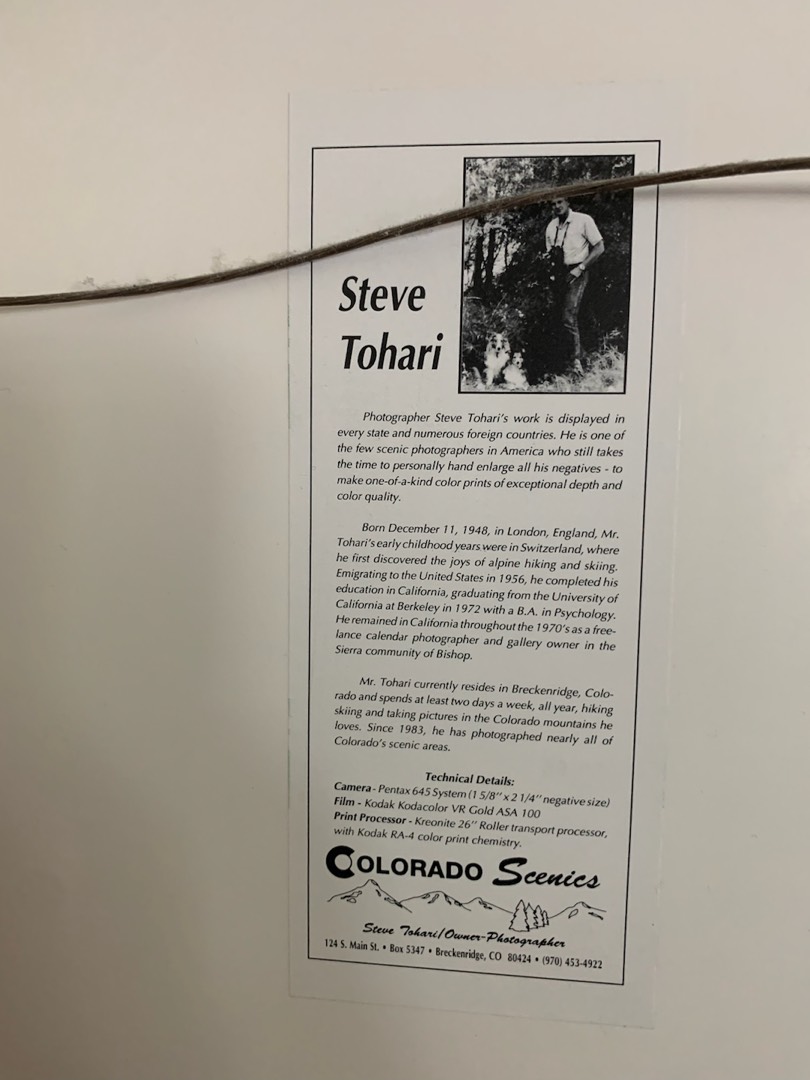 Steve
Tohari
Photographer Steve Tohari's work is displayed in
every state and numerous foreign countries. He is one of
the few scenic photographers in America who still takes
the time to personally hand enlarge all his negatives - to
make one-of-a-kind color prints of exceptional depth and
color quality.
Born December 11, 1948, in London, England, Mr.
Tohari's early childhood years were in Switzerland, where
he first discovered the joys of alpine hiking and skiing.
Emigrating to the United States in 1956, he completed his
education in California, graduating from the University of
California at Berkeley in 1972 with a B.A. in Psychology.
He remained in California throughout the 1970's as a free-
lance calendar photographer and gallery owner in the
Sierra community of Bishop.
Mr. Tohari currently resides in Breckenridge, Colo-
rado and spends at least two days a week, all year, hiking
skiing and taking pictures in the Colorado mountains he
loves. Since 1983, he has photographed nearly all of
Colorado's scenic areas.
Technical Details:
Camera - Pentax 645 System (1 5/8" x 2 1/4" negative size)
Film - Kodak Kodacolor VR Gold ASA 100
Print Processor - Kreonite 26" Roller transport processor,
with Kodak RA-4 color print chemistry.
COLORADO Scenics
Steve Tohari/Owner-Photographer
124 S. Main St. • Box 5347 • Breckenridge, CO 80424 • (970) 453-4922